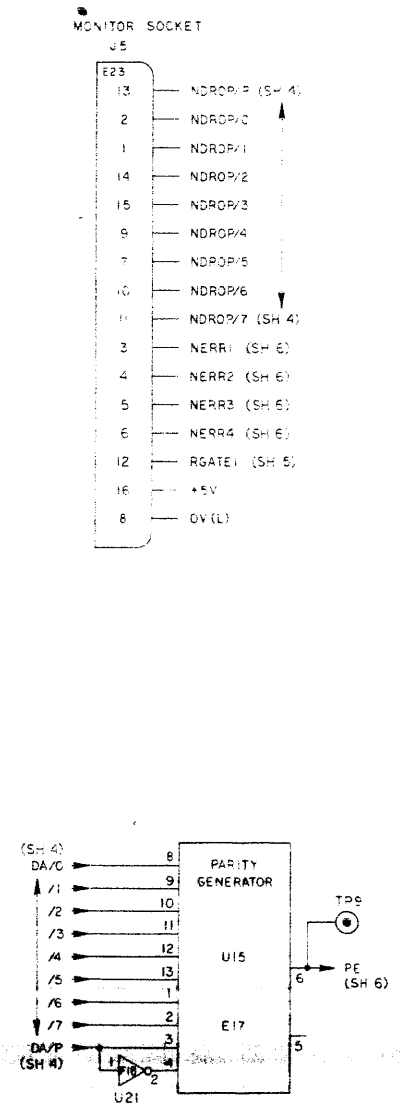 MONITOR SOCKET
J5
E23
13 NDROP/P (SH 4)
2 NDROP/0
1 NDROP/1
14 NDROP/2
15 NDROP/3
9 NDROP/4
7 NDROP/5
10 NDROP/6
11 NDROP/7 (SH 4)
3 NERR1 (SH 6)
4 NERR2 (SH 6)
5 NERR3 (SH 6)
6 NERR4 (SH 6)
12 RGATE1 (SH 5)
16 +5V
8 0V(L)
(SH 4)
DA/0 8
/1 9
/2 10
/3 11
/4 12
/5 13
/6 1
/7 2
DA/P 3
(SH 4)
1 F18 2 4
U21
PARITY
GENERATOR
U15
E17
6
5
TP9
PE
(SH 6)